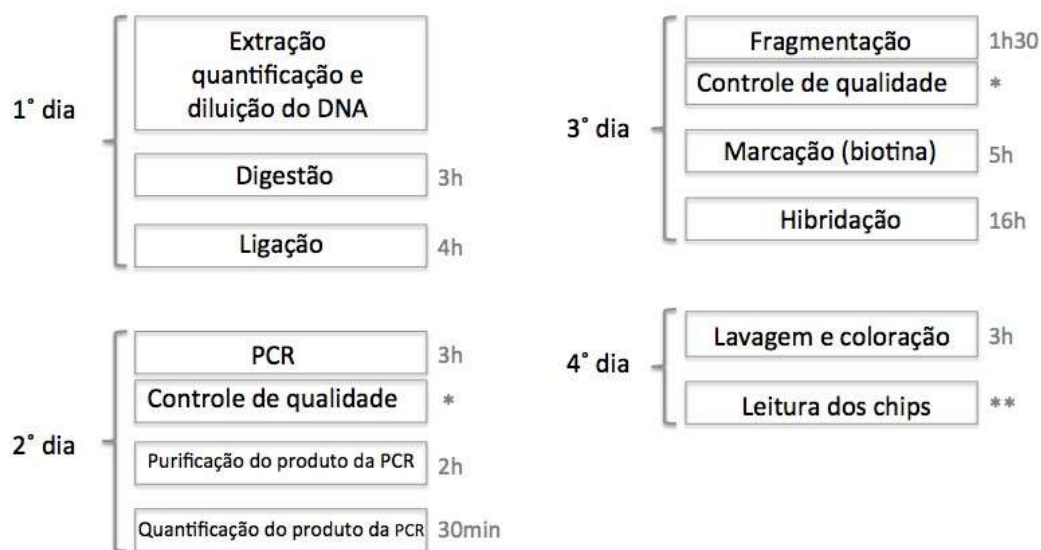 1° dia
Extração
quantificação e
diluição do DNA
Digestão 3h
Ligação 4h
2° dia
PCR 3h
Controle de qualidade *
Purificação do produto da PCR 2h
Quantificação do produto da PCR 30min
3° dia
Fragmentação 1h30
Controle de qualidade *
Marcação (biotina) 5h
Hibridação 16h
4° dia
Lavagem e coloração 3h
Leitura dos chips **